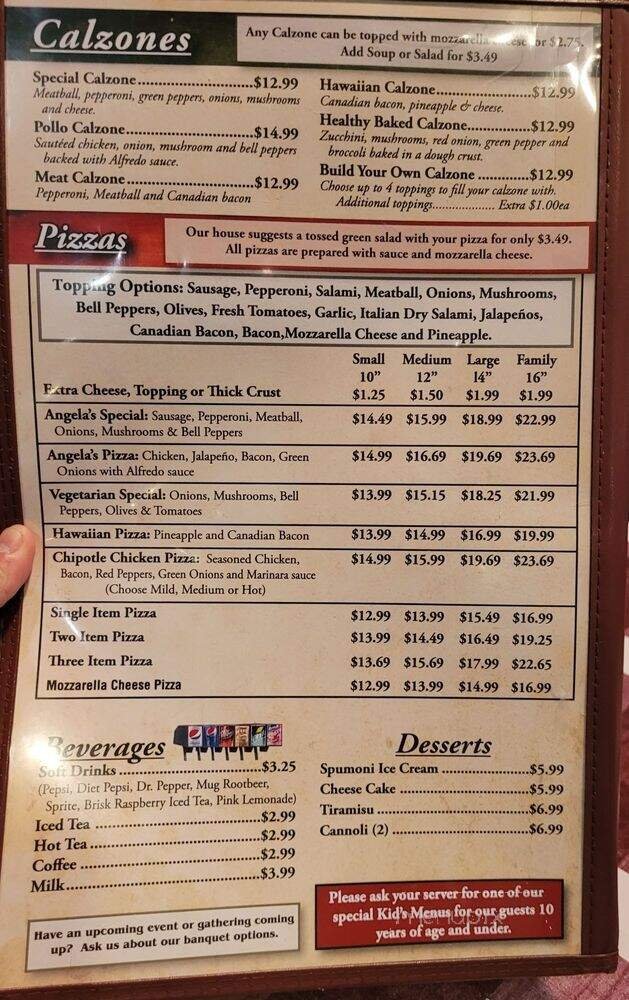 Calzones
Any Calzone can be topped with mozzarella cheese for $2.75.
Add Soup or Salad for $3.49
Special Calzone..............................$12.99
Meatball, pepperoni, green peppers, onions, mushrooms
and cheese.
Pollo Calzone................................$14.99
Sautéed chicken, onion, mushroom and bell peppers
backed with Alfredo sauce.
Meat Calzone................................$12.99
Pepperoni, Meatball and Canadian bacon
Hawaiian Calzone........................$12.99
Canadian bacon, pineapple & cheese.
Healthy Baked Calzone................$12.99
Zucchini, mushrooms, red onion, green pepper and
broccoli baked in a dough crust.
Build Your Own Calzone .............$12.99
Choose up to 4 toppings to fill your calzone with.
Additional toppings.................... Extra $1.00ea
Pizzas
Our house suggests a tossed green salad with your pizza for only $3.49.
All pizzas are prepared with sauce and mozzarella cheese.
Topping Options: Sausage, Pepperoni, Salami, Meatball, Onions, Mushrooms,
Bell Peppers, Olives, Fresh Tomatoes, Garlic, Italian Dry Salami, Jalapeños,
Canadian Bacon, Bacon,Mozzarella Cheese and Pineapple.
Small Medium Large Family
10” 12” 14” 16”
Extra Cheese, Topping or Thick Crust $1.25 $1.50 $1.99 $1.99
Angela's Special: Sausage, Pepperoni, Meatball, $14.49 $15.99 $18.99 $22.99
Onions, Mushrooms & Bell Peppers
Angela's Pizza: Chicken, Jalapeño, Bacon, Green $14.99 $16.69 $19.69 $23.69
Onions with Alfredo sauce
Vegetarian Special: Onions, Mushrooms, Bell $13.99 $15.15 $18.25 $21.99
Peppers, Olives & Tomatoes
Hawaiian Pizza: Pineapple and Canadian Bacon $13.99 $14.99 $16.99 $19.99
Chipotle Chicken Pizza: Seasoned Chicken, $14.99 $15.99 $19.69 $23.69
Bacon, Red Peppers, Green Onions and Marinara sauce
(Choose Mild, Medium or Hot)
Single Item Pizza $12.99 $13.99 $15.49 $16.99
Two Item Pizza $13.99 $14.49 $16.49 $19.25
Three Item Pizza $13.69 $15.69 $17.99 $22.65
Mozzarella Cheese Pizza $12.99 $13.99 $14.99 $16.99
Beverages
Soft Drinks ..............................$3.25
(Pepsi, Diet Pepsi, Dr. Pepper, Mug Rootbeer,
Sprite, Brisk Raspberry Iced Tea, Pink Lemonade)
Iced Tea ...................................$2.99
Hot Tea....................................$2.99
Coffee ......................................$2.99
Milk.........................................$3.99
Have an upcoming event or gathering coming
up? Ask us about our banquet options.
Desserts
Spumoni Ice Cream ....................$5.99
Cheese Cake ................................$5.99
Tiramisu ......................................$6.99
Cannoli (2) ..................................$6.99
Please ask your server for one of our
special Kid's Menus for our guests 10
years of age and under.